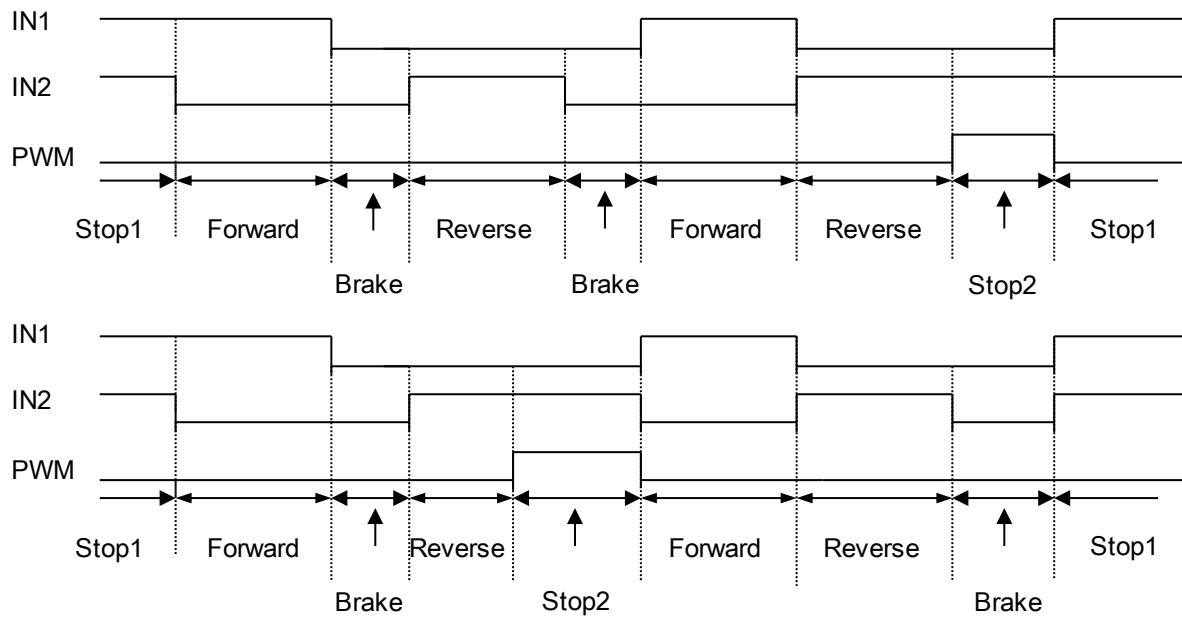 IN1
IN2
PWM
Stop1 Forward Reverse Forward Reverse Stop1
Brake Brake Stop2
IN1
IN2
PWM
Stop1 Forward Reverse Forward Reverse Stop1
Brake Stop2 Brake